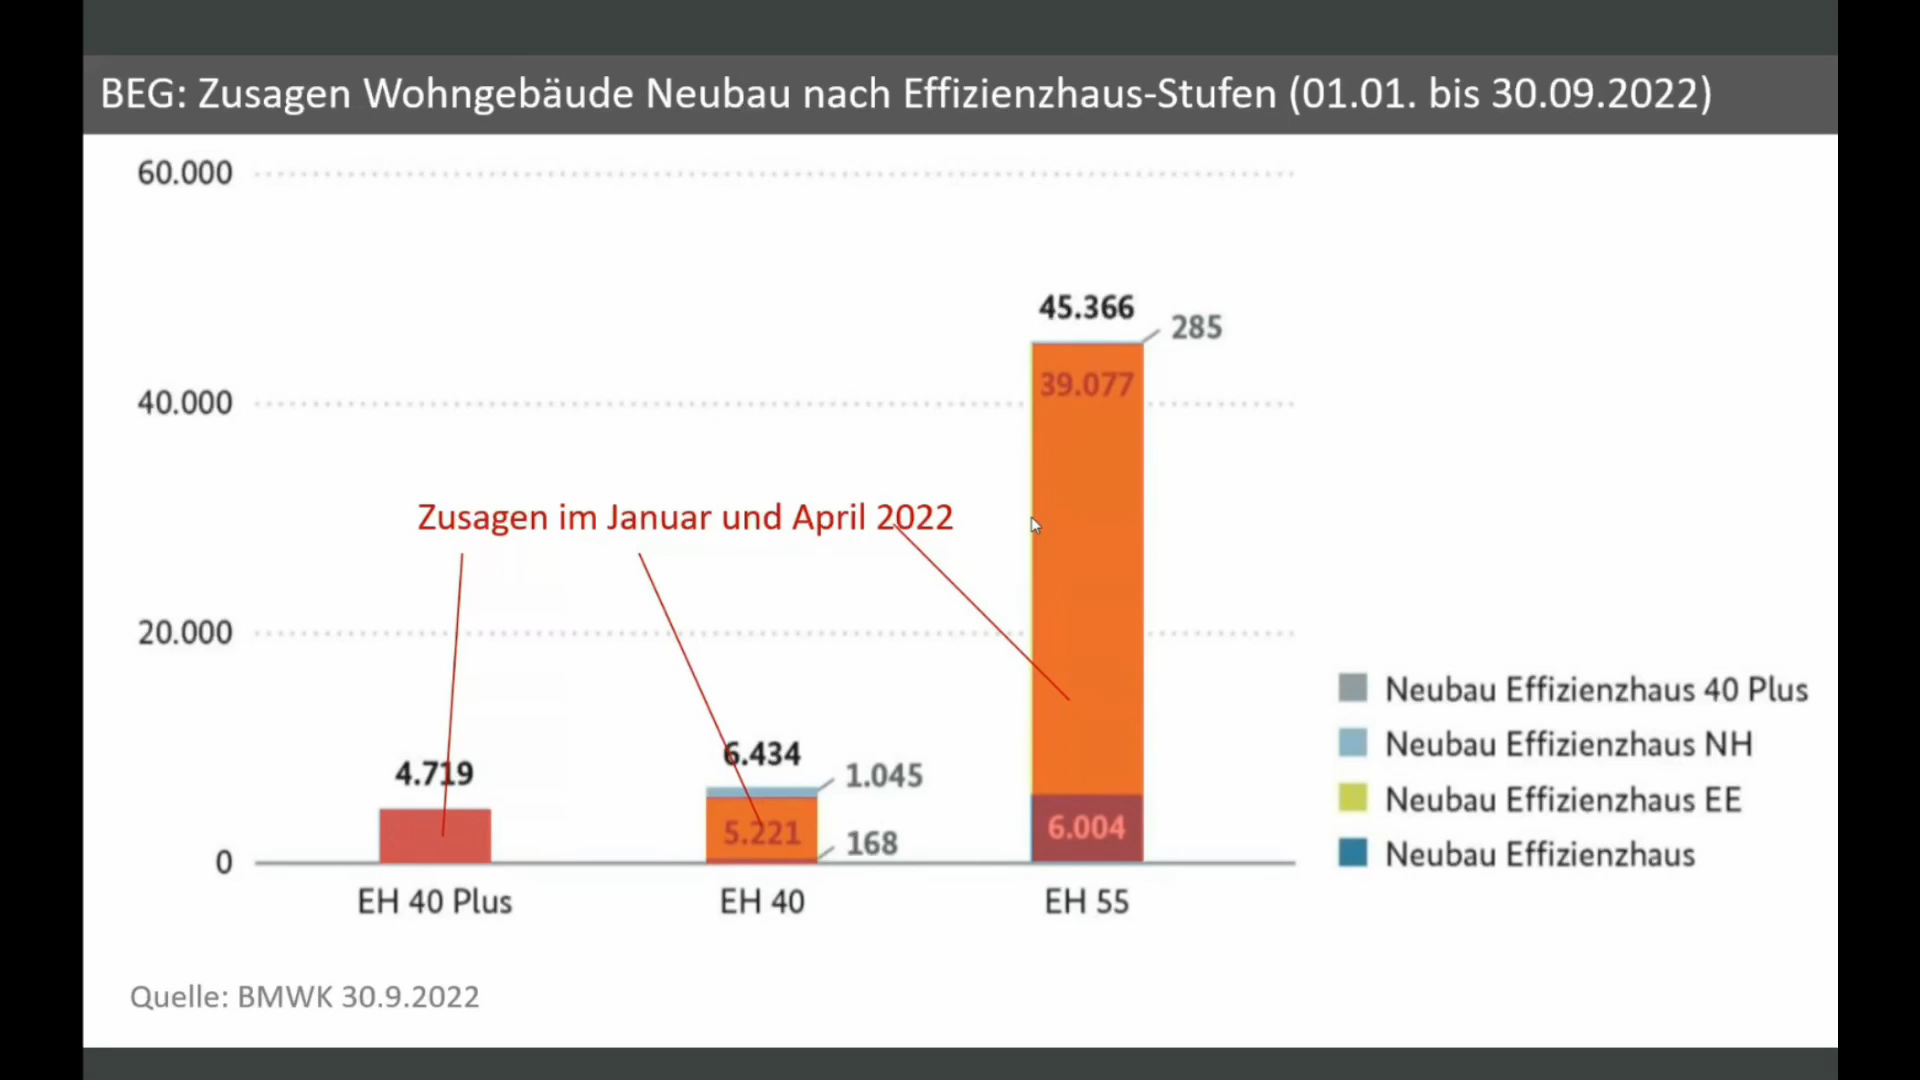 BEG: Zusagen Wohngebäude Neubau nach Effizienzhaus-Stufen (01.01. bis 30.09.2022)
60.000
45.366
285
39.077
40.000
Zusagen im Januar und April 2022
20.000
Neubau Effizienzhaus 40 Plus
Neubau Effizienzhaus NH
Neubau Effizienzhaus EE
Neubau Effizienzhaus
4.719
6.434
1.045
5.221
168
6.004
0
EH 40 Plus
EH 40
EH 55
Quelle: BMWK 30.9.2022